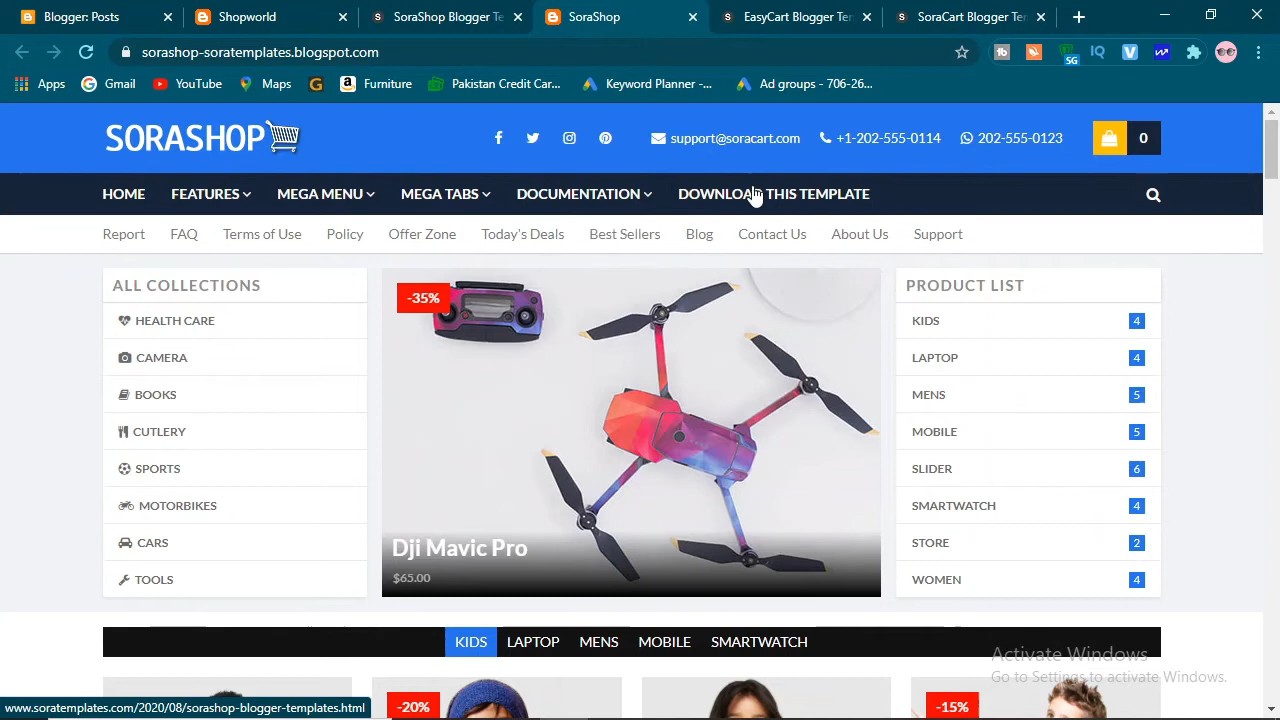 Blogger: Posts
Shopworld
SoraShop Blogger Te
SoraShop
EasyCart Blogger Ten
SoraCart Blogger Ten
sorashop-soratemplates.blogspot.com
Apps
Gmail
YouTube
Maps
Furniture
Pakistan Credit Car...
Keyword Planner -...
Ad groups - 706-26...
SORASHOP
support@soracart.com
+1-202-555-0114
202-555-0123
0
HOME
FEATURES
MEGA MENU
MEGA TABS
DOCUMENTATION
DOWNLOAD THIS TEMPLATE
Report
FAQ
Terms of Use
Policy
Offer Zone
Today's Deals
Best Sellers
Blog
Contact Us
About Us
Support
ALL COLLECTIONS
HEALTH CARE
CAMERA
BOOKS
CUTLERY
SPORTS
MOTORBIKES
CARS
TOOLS
-35%
Dji Mavic Pro
$65.00
PRODUCT LIST
KIDS 4
LAPTOP 4
MENS 5
MOBILE 5
SLIDER 6
SMARTWATCH 4
STORE 2
WOMEN 4
KIDS
LAPTOP
MENS
MOBILE
SMARTWATCH
-20%
-15%
Activate Windows
Go to Settings to activate Windows.
www.soratemplates.com/2020/08/sorashop-blogger-templates.html